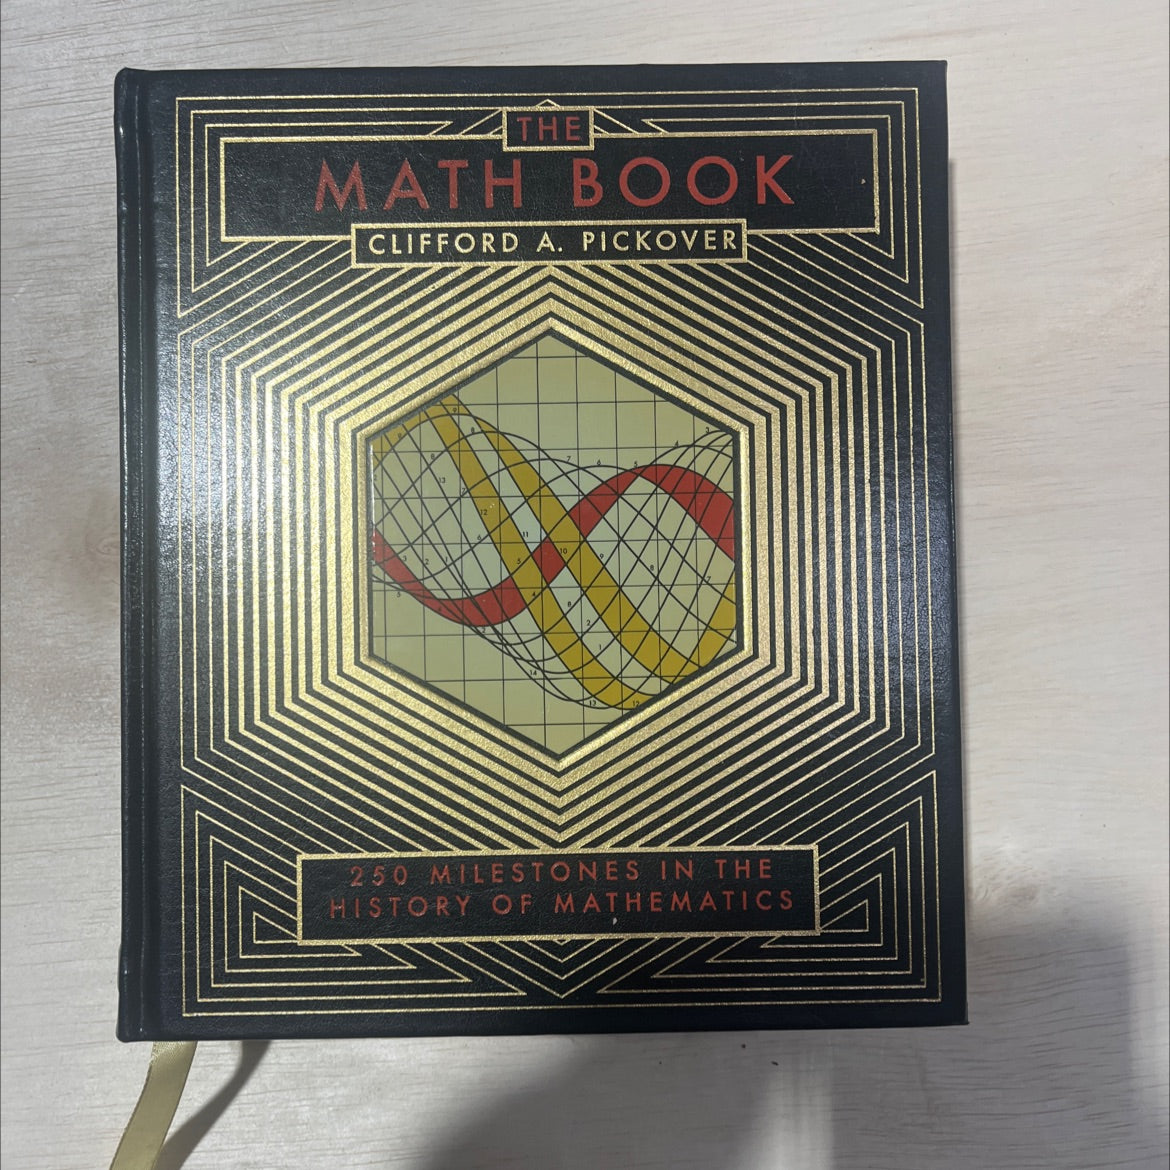 THE
MATH BOOK
CLIFFORD A. PICKOVER
250 MILESTONES IN THE
HISTORY OF MATHEMATICS